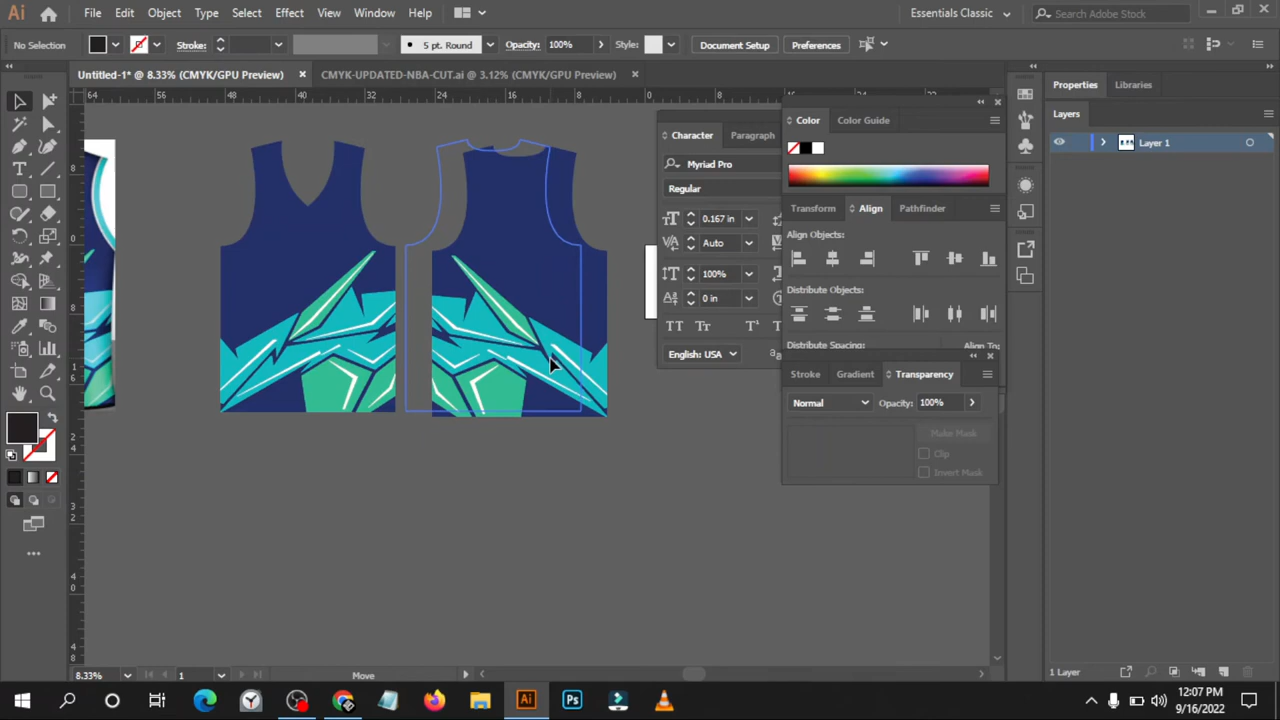 Ai File Edit Object Type Select Effect View Window Help Essentials Classic Search Adobe Stock
No Selection Stroke: 5 pt. Round Opacity: 100% Style: Document Setup Preferences
Untitled-1* @ 8.33% (CMYK/GPU Preview) CMYK-UPDATED-NBA-CUT.ai @ 3.12% (CMYK/GPU Preview)
Properties Libraries
64 56 48 40 32 24 16 8 0 8
Layers
Layer 1
Character Paragraph
Myriad Pro
Regular
0.167 in
Auto
100%
0 in
English: USA
Color Color Guide
Transform Align Pathfinder
Align Objects:
Distribute Objects:
Distribute Spacing: Align To:
Stroke Gradient Transparency
Normal Opacity: 100%
Make Mask
Clip
Invert Mask
8.33% 1 Move
1 Layer
Ai Ps
12:07 PM
9/16/2022